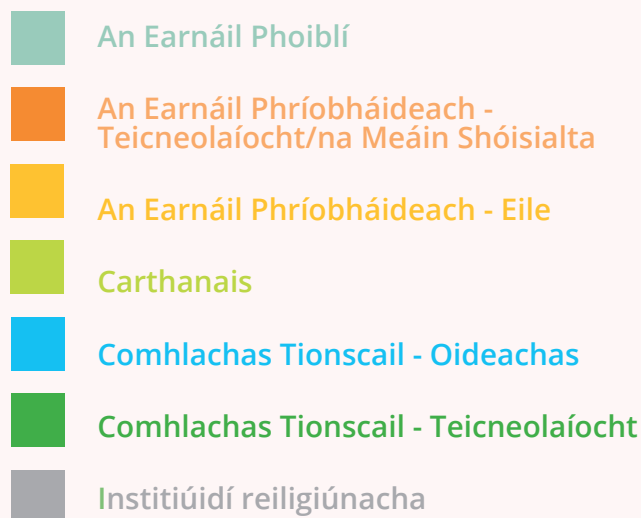 An Earnáil Phoiblí
An Earnáil Phríobháideach -
Teicneolaíocht/na Meáin Shóisialta
An Earnáil Phríobháideach - Eile
Carthanais
Comhlachas Tionscail - Oideachas
Comhlachas Tionscail - Teicneolaíocht
Institiúidí reiligiúnacha